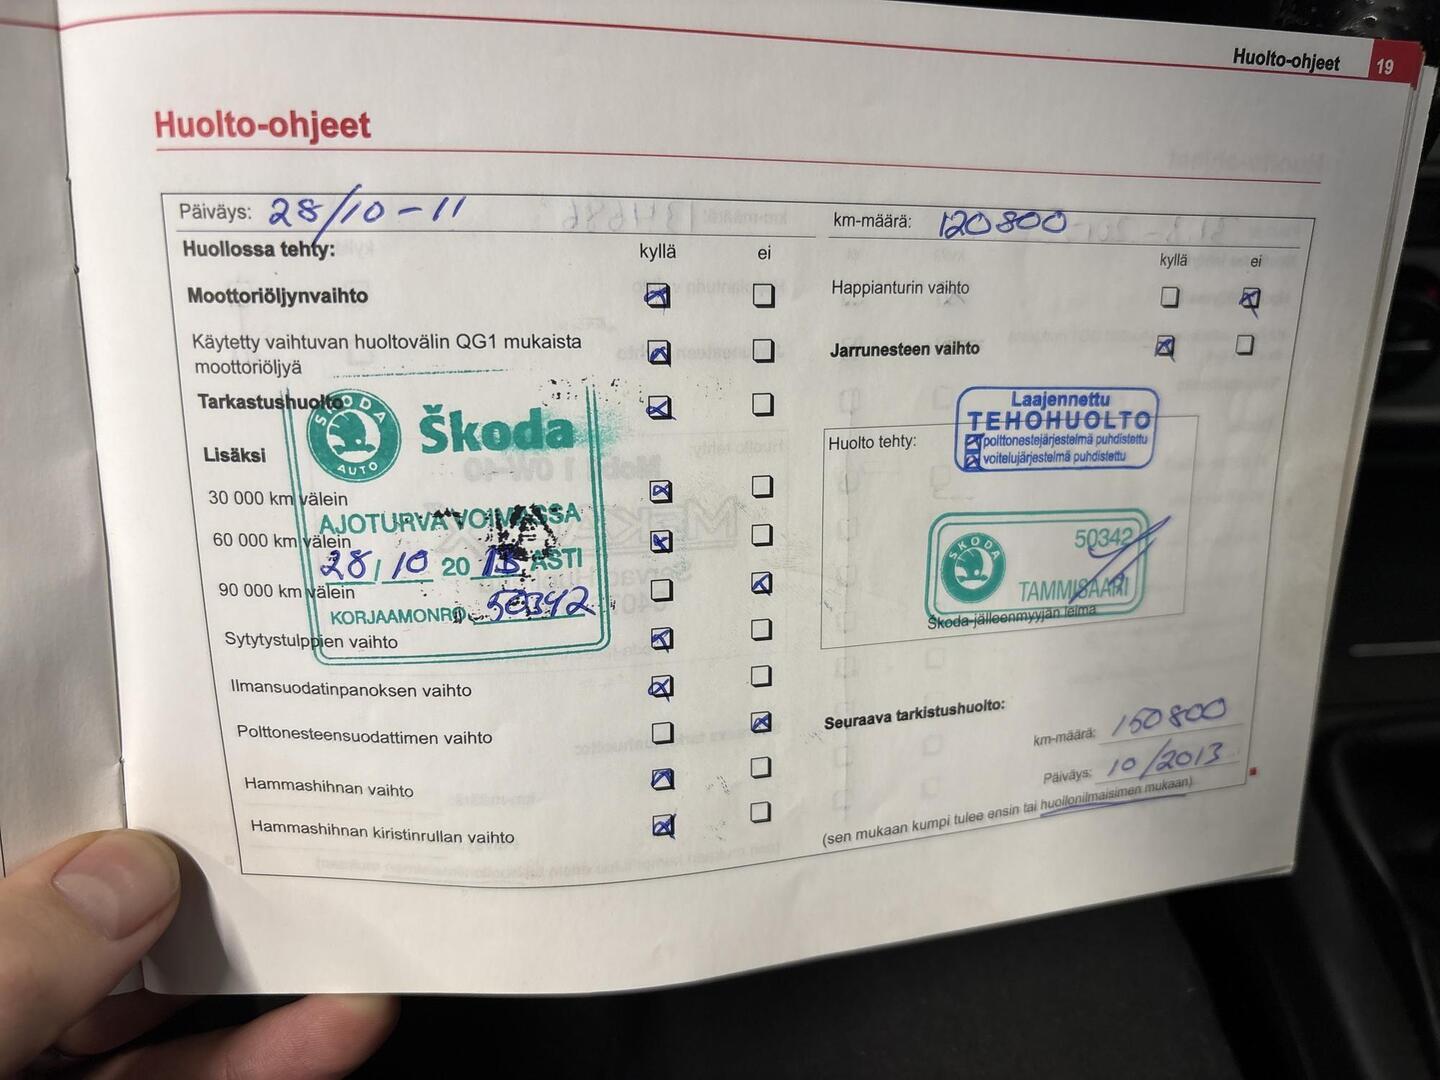 Huolto-ohjeet 19
Huolto-ohjeet
Päiväys: 28/10-11
km-määrä: 120800
Huollossa tehty: kyllä ei
Moottoriöljynvaihto
Käytetty vaihtuvan huoltovälin QG1 mukaista
moottoriöljyä
Tarkastushuolto
Lisäksi
30 000 km välein
60 000 km välein
90 000 km välein
Sytytystulppien vaihto
Ilmansuodatinpanoksen vaihto
Polttonesteensuodattimen vaihto
Hammashihnan vaihto
Hammashihnan kiristinrullan vaihto
SKODA
AUTO
Škoda
AJOTURVA VOIMASSA
28/10 2013 ASTI
KORJAAMONRO 50342
kyllä ei
Happianturin vaihto
Jarrunesteen vaihto
Laajennettu
TEHOHUOLTO
polttonestejärjestelmä puhdistettu
voitelujärjestelmä puhdistettu
Huolto tehty:
SKODA
50342
TAMMISAARI
Škoda-jälleenmyyjän leima
Seuraava tarkistushuolto:
km-määrä: 150800
Päiväys: 10/2013
(sen mukaan kumpi tulee ensin tai huollonilmaisimen mukaan)